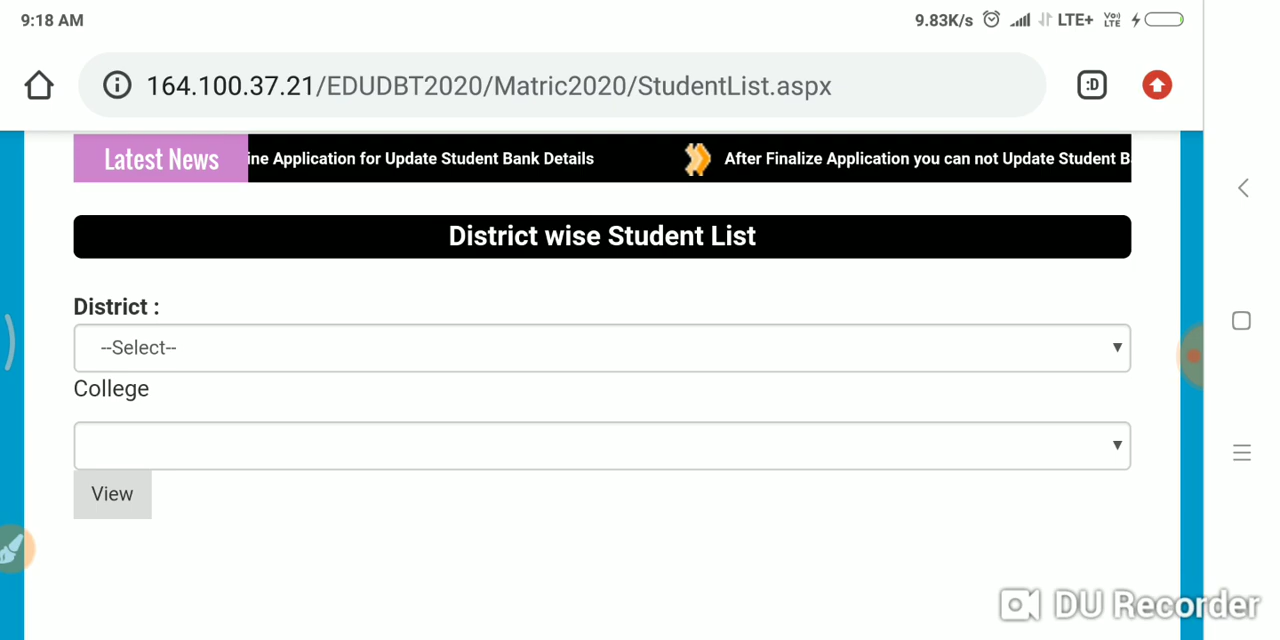 9:18 AM
9.83K/s LTE+ Vo) LTE
164.100.37.21/EDUDBT2020/Matric2020/StudentList.aspx
:D
Latest News ine Application for Update Student Bank Details After Finalize Application you can not Update Student B
District wise Student List
District :
--Select--
College
View
DU Recorder